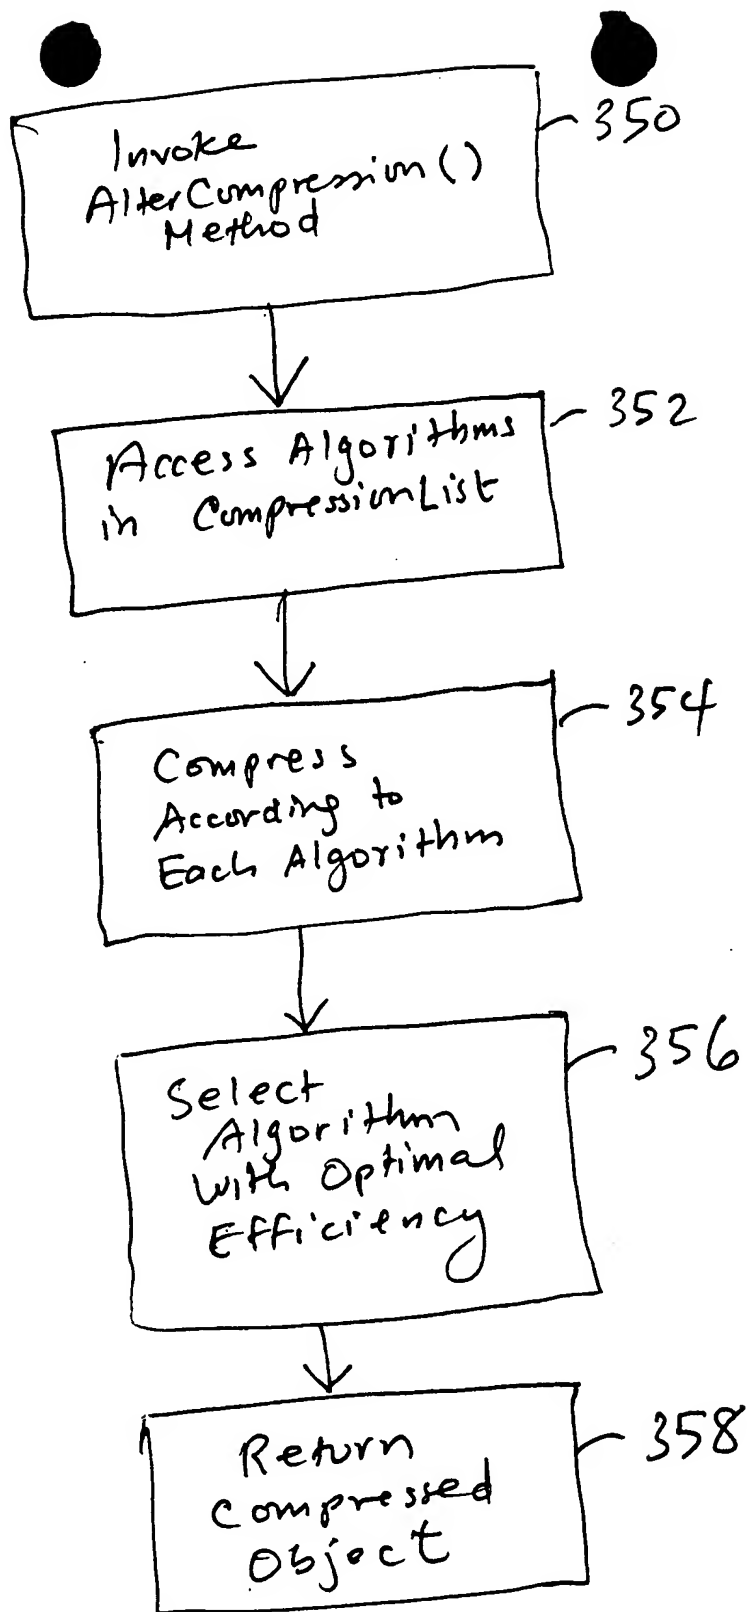 Invoke
AlterCompression()
Method
350
Access Algorithms
in CompressionList
352
Compress
According to
Each Algorithm
354
Select
Algorithm
With Optimal
Efficiency
356
Return
Compressed
Object
358